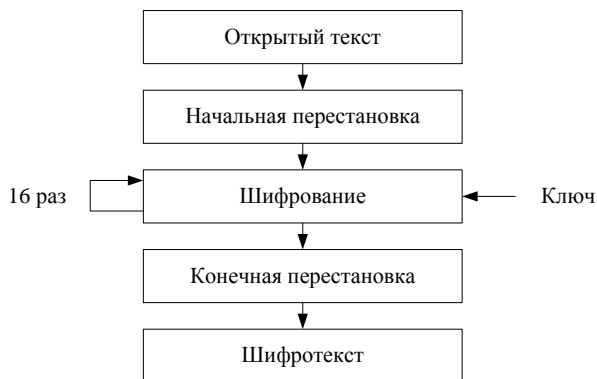 Открытый текст
Начальная перестановка
16 раз
Шифрование
Ключ
Конечная перестановка
Шифротекст